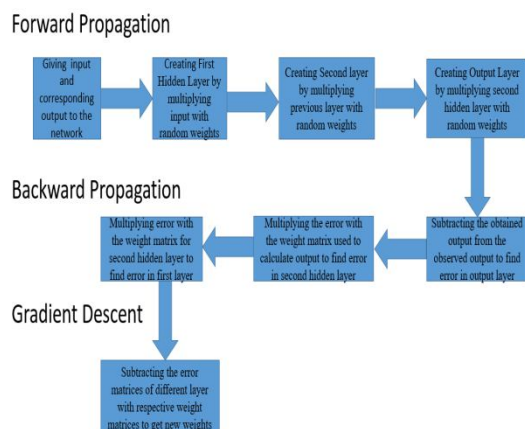 Forward Propagation
Giving input
and
corresponding
output to the
network
Creating First
Hidden Layer by
multiplying
input with
random weights
Creating Second layer
by multiplying
previous layer with
random weights
Creating Output Layer
by multiplying second
hidden layer with
random weights
Backward Propagation
Multiplying error with
the weight matrix for
second hidden layer to
find error in first layer
Multiplying the error with
the weight matrix used to
calculate output to find error
in second hidden layer
Subtracting the obtained
output from the
observed output to find
error in output layer
Gradient Descent
Subtracting the error
matrices of different layer
with respective weight
matrices to get new weights